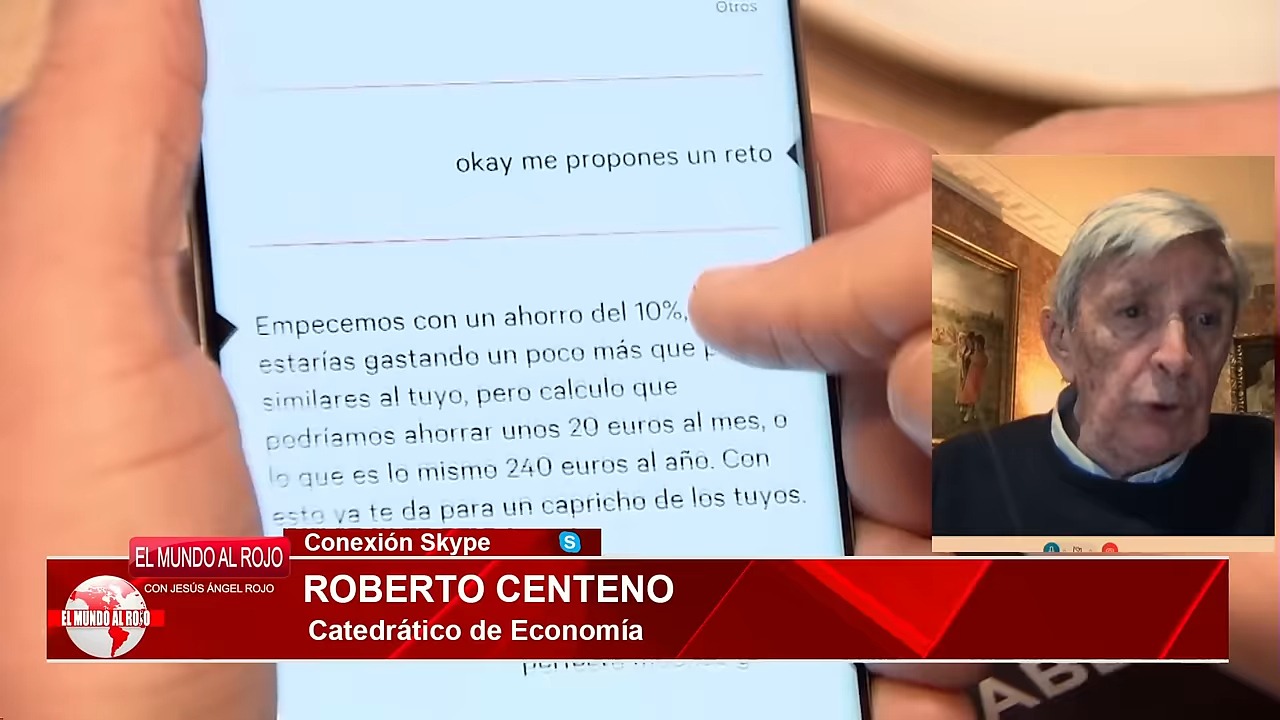 Otros
okay me propones un reto
Empecemos con un ahorro del 10%,
estarías gastando un poco más que
similares al tuyo, pero calculo que
podríamos ahorrar unos 20 euros al mes, o
lo que es lo mismo 240 euros al año. Con
esto ya te da para un capricho de los tuyos.
Conexión Skype
EL MUNDO AL ROJO
CON JESÚS ÁNGEL ROJO
EL MUNDO AL ROJO
ROBERTO CENTENO
Catedrático de Economía